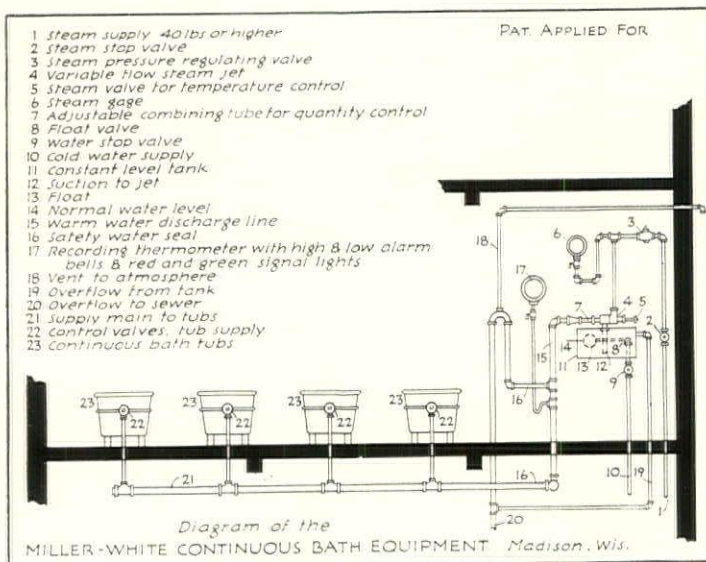 PAT. APPLIED FOR
1 Steam supply 40 lbs or higher
2 Steam stop valve
3 Steam pressure regulating valve
4 Variable flow steam jet
5 Steam valve for temperature control
6 Steam gage
7 Adjustable combining tube for quantity control
8 Float valve
9 Water stop valve
10 Cold water supply
11 Constant level tank
12 Suction to jet
13 Float
14 Normal water level
15 Warm water discharge line
16 Safety water seal
17 Recording thermometer with high & low alarm
bells & red and green signal lights
18 Vent to atmosphere
19 Overflow from tank
20 Overflow to sewer
21 Supply main to tubs
22 Control valves, tub supply
23 Continuous bath tubs
18
6
3
17
7
4
5
2
15
14
8
11
13
12
9
16
23
22
23
22
23
22
23
22
21
16
10
19
1
20
Diagram of the
MILLER-WHITE CONTINUOUS BATH EQUIPMENT Madison, Wis.